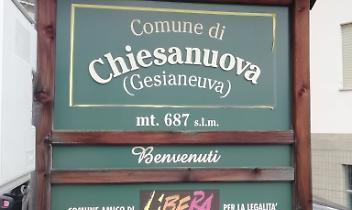 Comune di
Chiesanuova
(Gesianeuva)
mt. 687 s.l.m.
Benvenuti
COMUNE AMICO DI LIBERA PER LA LEGALITA'